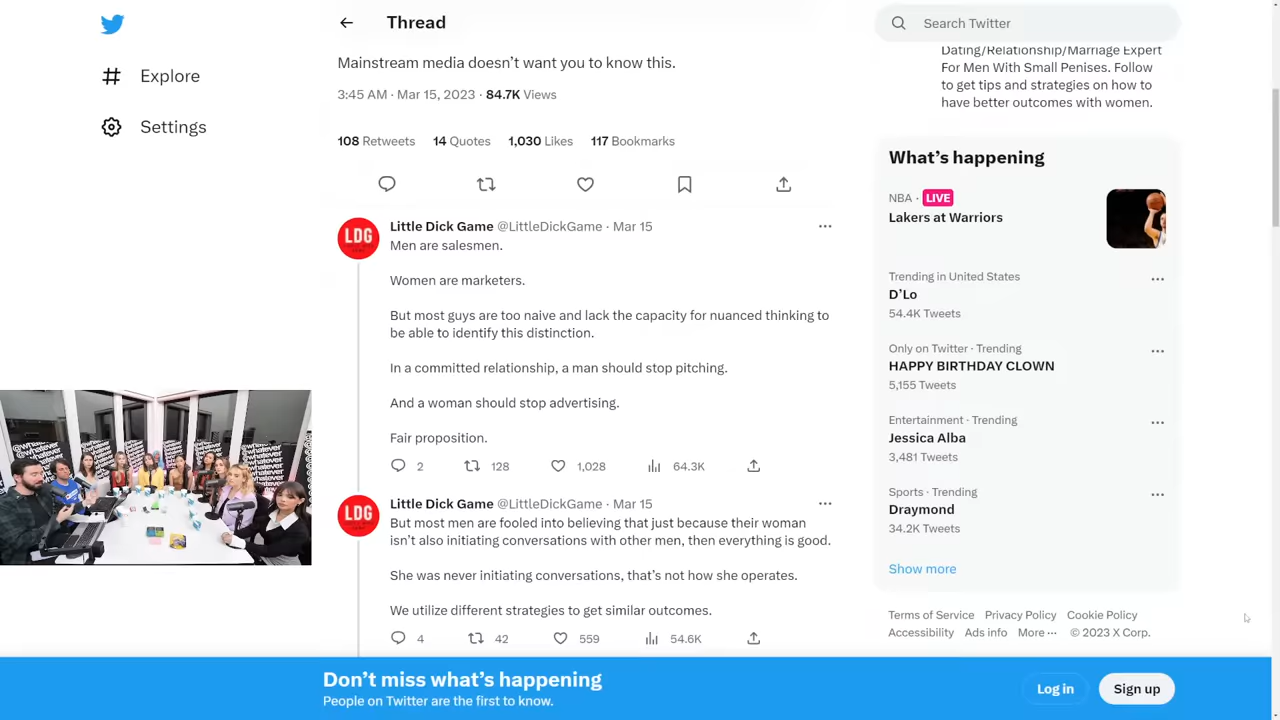 Thread
Search Twitter
Explore
Settings
Mainstream media doesn’t want you to know this.
3:45 AM · Mar 15, 2023 · 84.7K Views
108 Retweets 14 Quotes 1,030 Likes 117 Bookmarks
LDG
Little Dick Game @LittleDickGame · Mar 15
Men are salesmen.
Women are marketers.
But most guys are too naive and lack the capacity for nuanced thinking to
be able to identify this distinction.
In a committed relationship, a man should stop pitching.
And a woman should stop advertising.
Fair proposition.
2 128 1,028 64.3K
LDG
Little Dick Game @LittleDickGame · Mar 15
But most men are fooled into believing that just because their woman
isn’t also initiating conversations with other men, then everything is good.
She was never initiating conversations, that’s not how she operates.
We utilize different strategies to get similar outcomes.
4 42 559 54.6K
Dating/Relationship/Marriage Expert
For Men With Small Penises. Follow
to get tips and strategies on how to
have better outcomes with women.
What’s happening
NBA · LIVE
Lakers at Warriors
Trending in United States
D’Lo
54.4K Tweets
Only on Twitter · Trending
HAPPY BIRTHDAY CLOWN
5,155 Tweets
Entertainment · Trending
Jessica Alba
3,481 Tweets
Sports · Trending
Draymond
34.2K Tweets
Show more
Terms of Service Privacy Policy Cookie Policy
Accessibility Ads info More ··· © 2023 X Corp.
whatever
@whatever
whatever
Don’t miss what’s happening
People on Twitter are the first to know.
Log in
Sign up